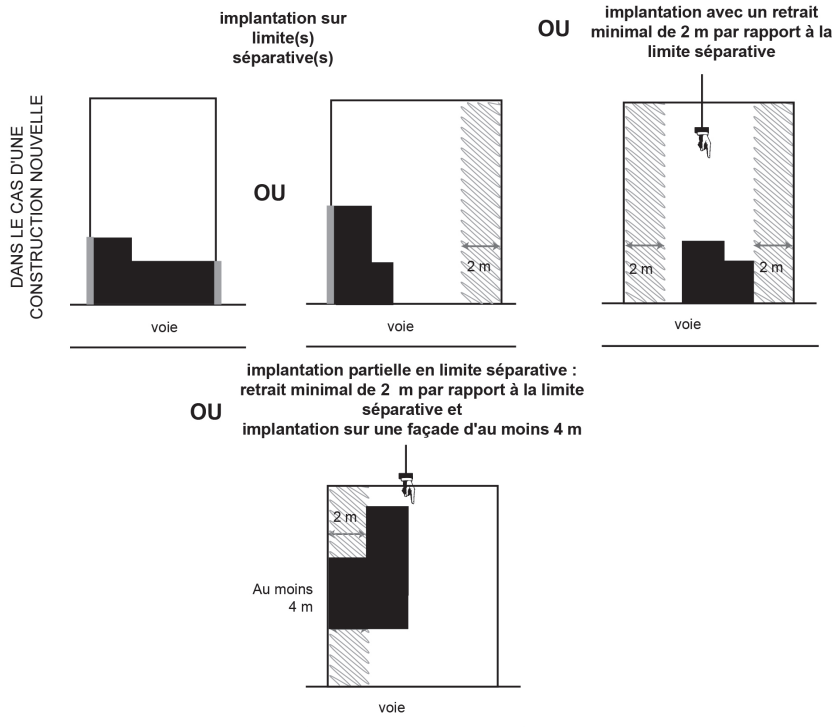 implantation sur
limite(s)
séparative(s)
OU
implantation avec un retrait
minimal de 2 m par rapport à la
limite séparative
DANS LE CAS D'UNE
CONSTRUCTION NOUVELLE
OU
2 m
2 m
2 m
voie
voie
voie
OU
implantation partielle en limite séparative :
retrait minimal de 2 m par rapport à la limite
séparative et
implantation sur une façade d'au moins 4 m
2 m
Au moins
4 m
voie